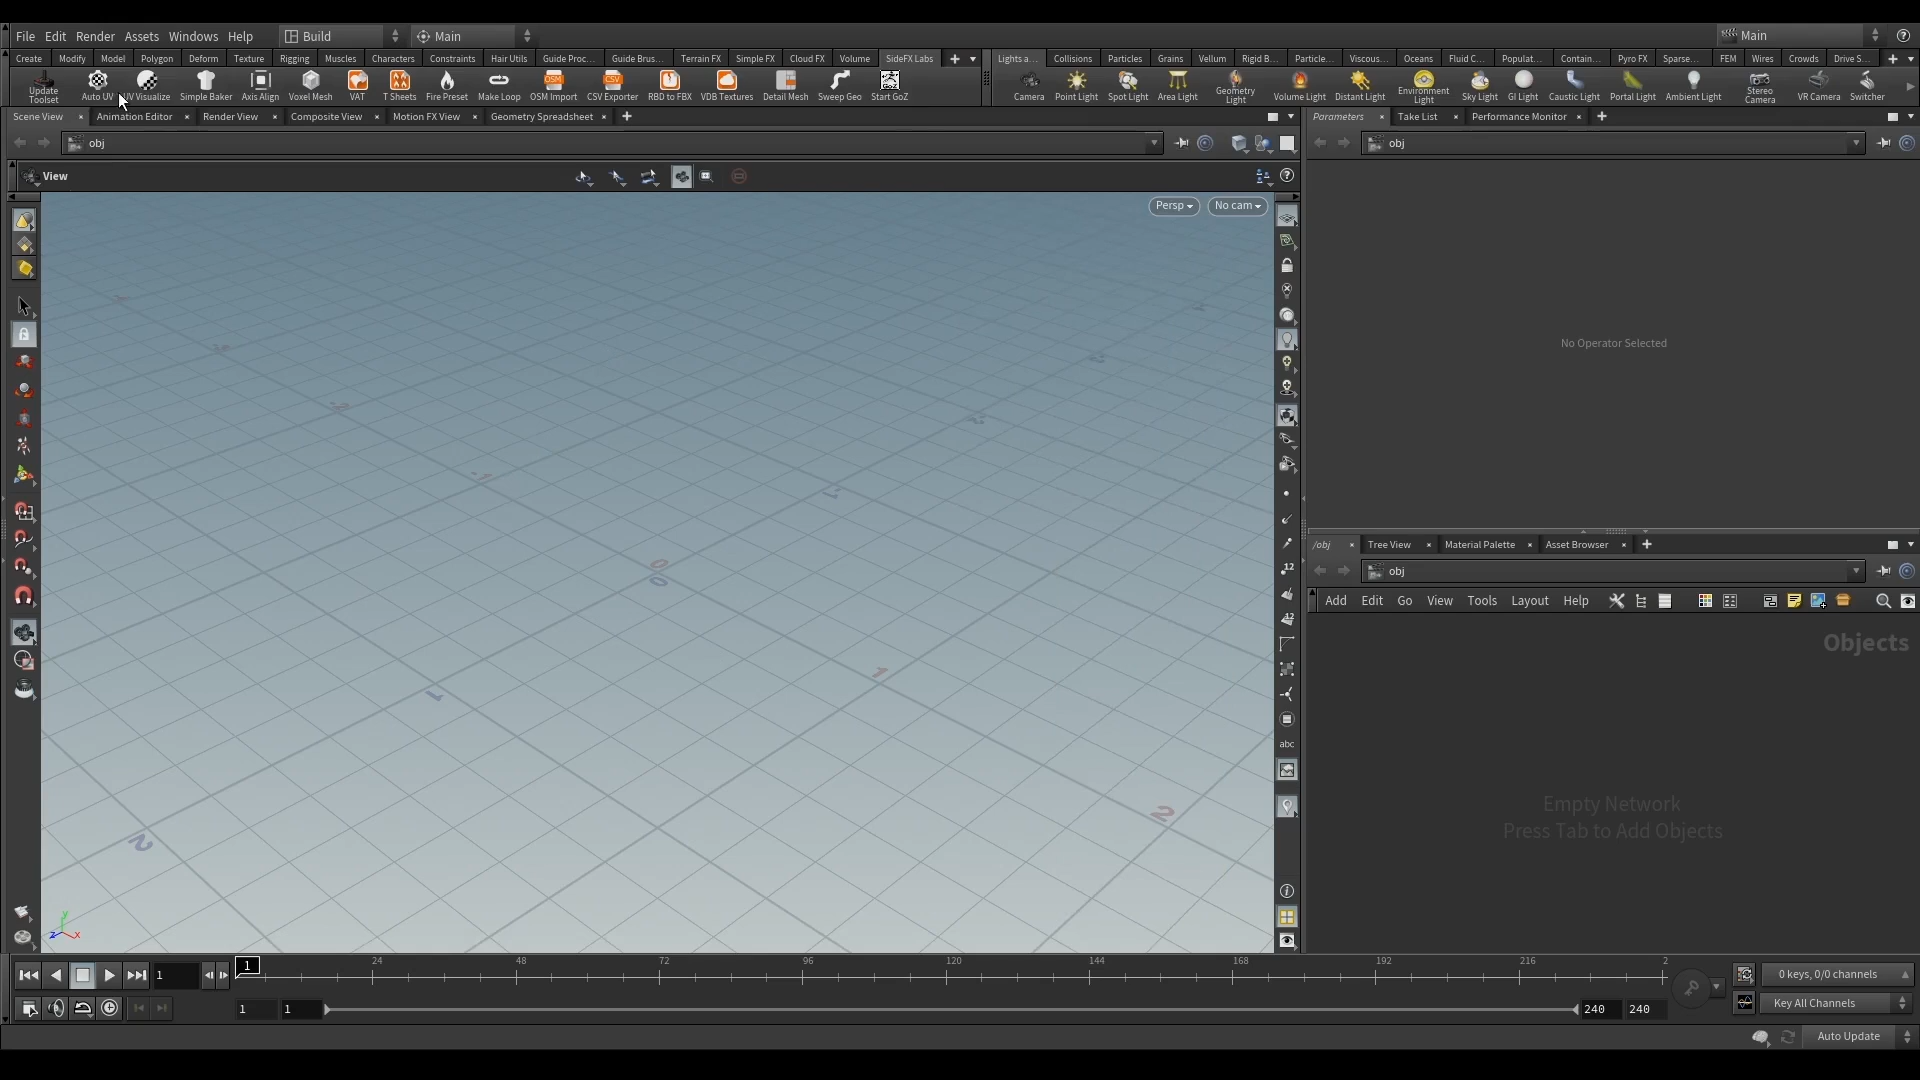 File Edit Render Assets Windows Help Build Main Main
Create Modify Model Polygon Deform Texture Rigging Muscles Characters Constraints Hair Utils Guide Proc... Guide Brus... Terrain FX Simple FX Cloud FX Volume SideFX Labs Lights a... Collisions Particles Grains Vellum Rigid B... Particle... Viscous... Oceans Fluid C... Populat... Contain... Pyro FX Sparse... FEM Wires Crowds Drive S...
Update Toolset Auto UV UV Visualize Simple Baker Axis Align Voxel Mesh VAT T Sheets Fire Preset Make Loop OSM Import CSV Exporter RBD to FBX VDB Textures Detail Mesh Sweep Geo Start GoZ Camera Point Light Spot Light Area Light Geometry Light Volume Light Distant Light Environment Light Sky Light GI Light Caustic Light Portal Light Ambient Light Stereo Camera VR Camera Switcher
Scene View Animation Editor Render View Composite View Motion FX View Geometry Spreadsheet Parameters Take List Performance Monitor
obj obj
View
Persp No cam
No Operator Selected
/obj Tree View Material Palette Asset Browser
obj
Add Edit Go View Tools Layout Help
Objects
Empty Network
Press Tab to Add Objects
0
0
1
1
2
2
12
12
abc
y
z x
1 1 24 48 72 96 120 144 168 192 216 2 0 keys, 0/0 channels
1 1 240 240 Key All Channels
Auto Update